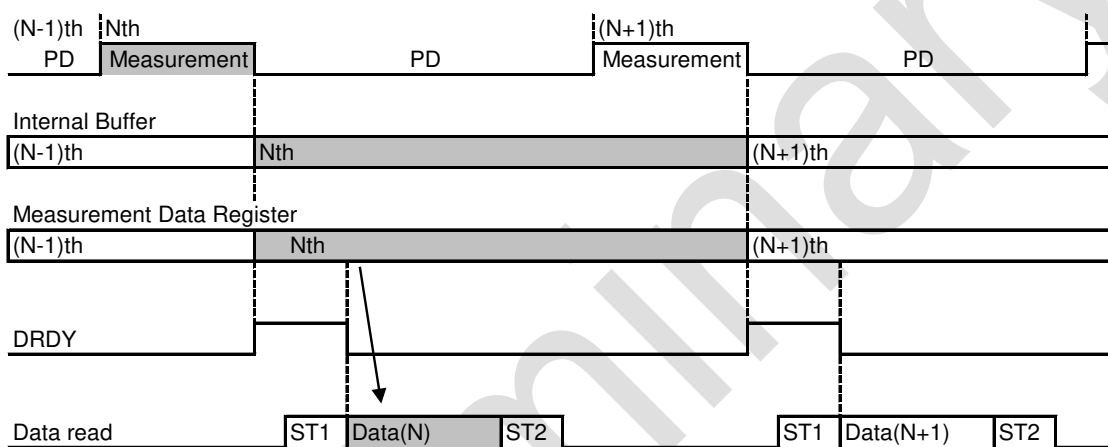 (N-1)th Nth (N+1)th
PD Measurement PD Measurement PD
Internal Buffer
(N-1)th Nth (N+1)th
Measurement Data Register
(N-1)th Nth (N+1)th
DRDY
Data read ST1 Data(N) ST2 ST1 Data(N+1) ST2